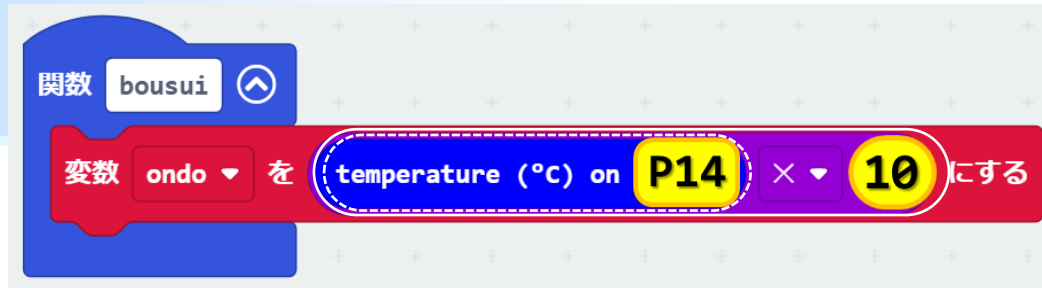 関数 bousui
変数 ondo を temperature (°C) on P14 × 10 にする